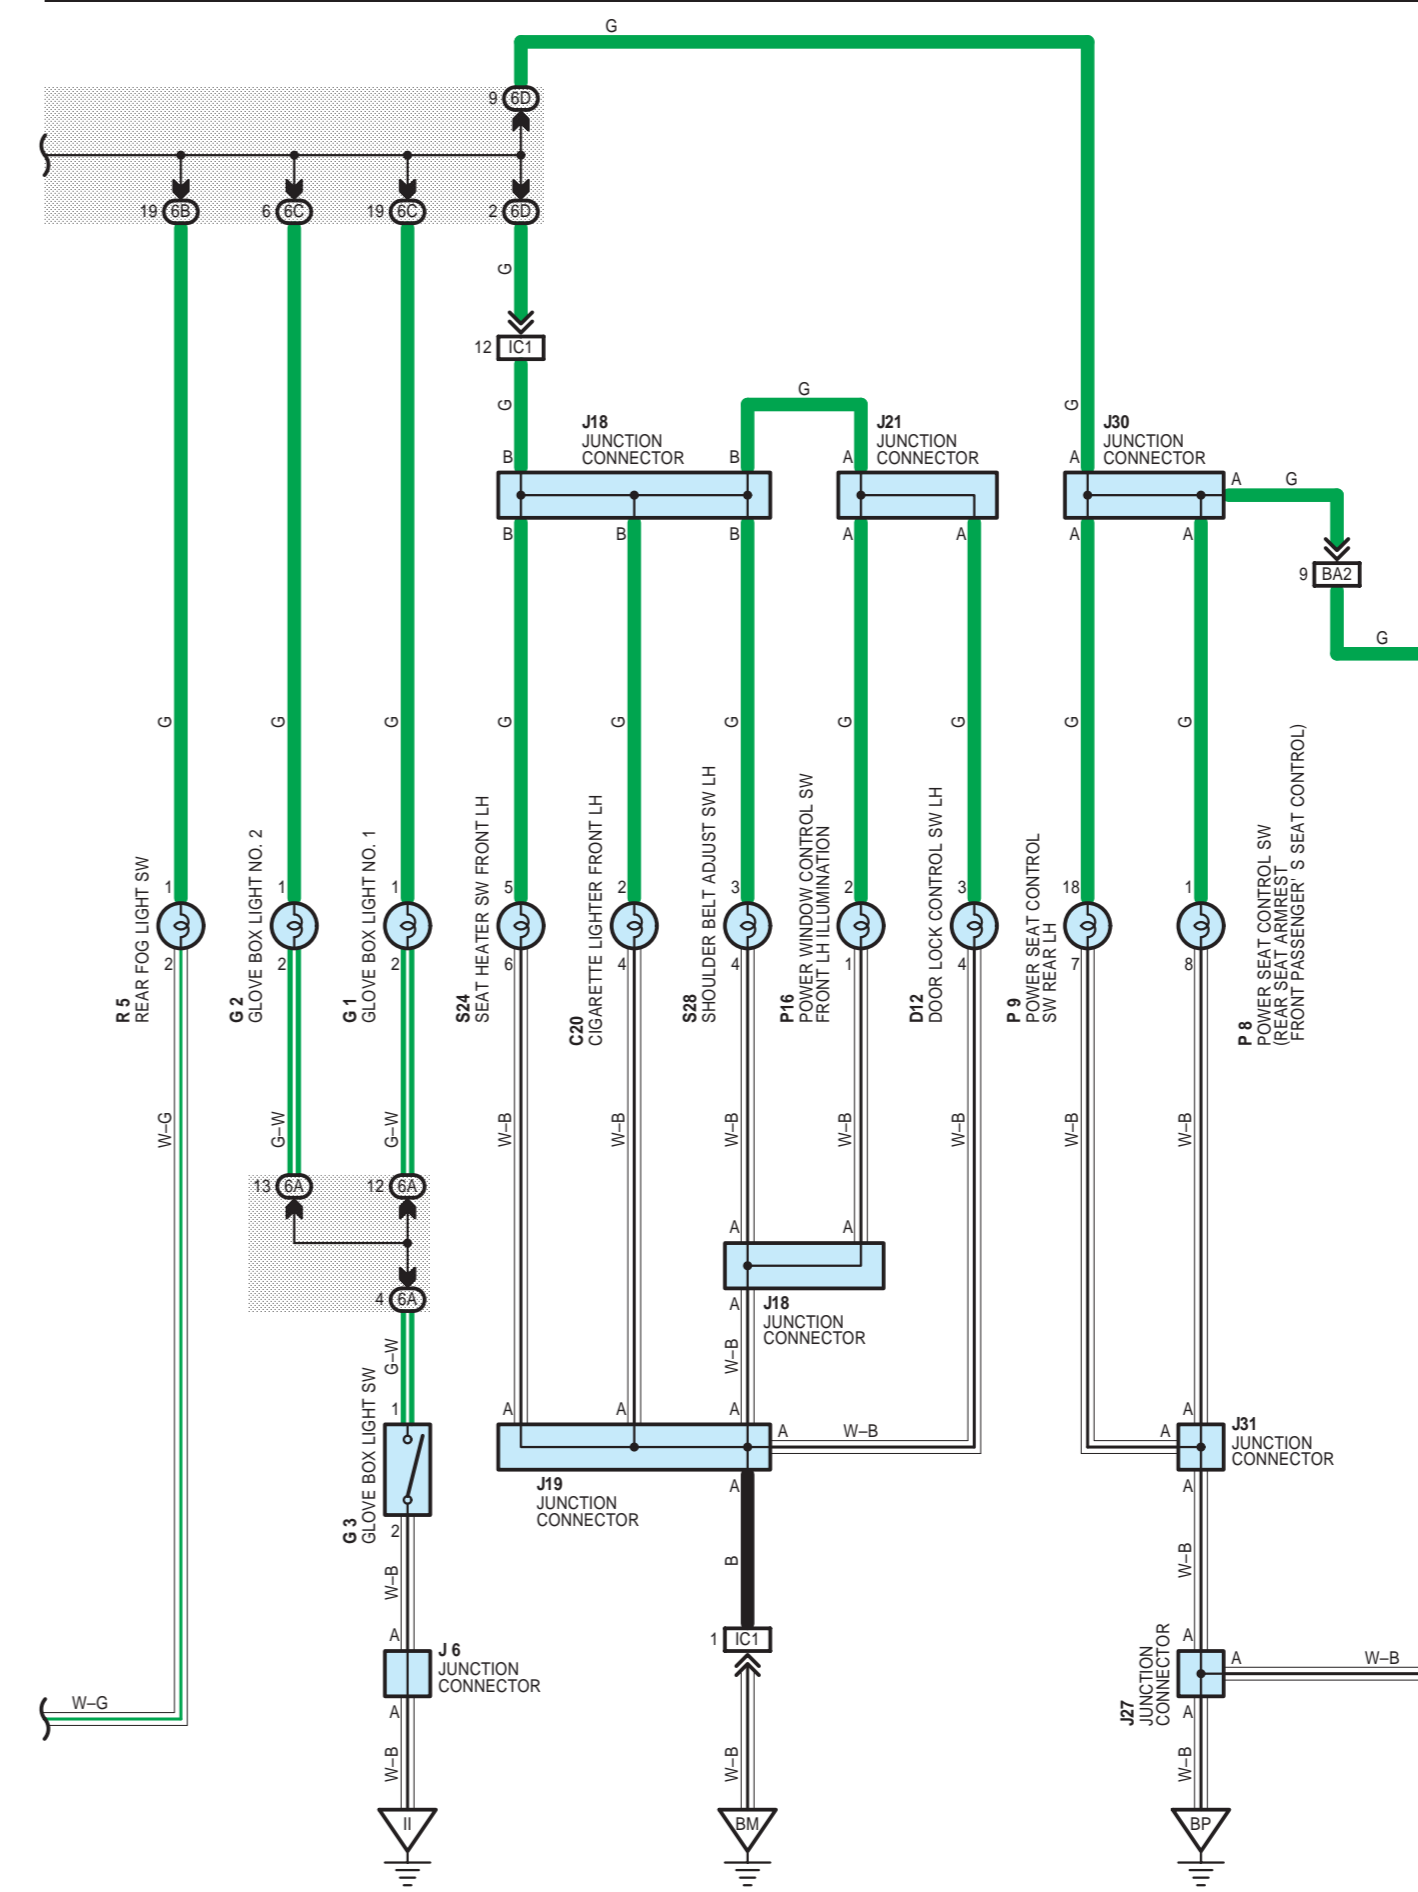 G
9 6D
19 6B
6 6C
19 6C
2 6D
G
12 IC1
G
G
G
J18
JUNCTION
CONNECTOR
J21
JUNCTION
CONNECTOR
J30
JUNCTION
CONNECTOR
B
B
A
A
A
G
B
B
B
A
A
A
A
9 BA2
G
G
G
G
G
G
G
G
G
G
G
R 5
REAR FOG LIGHT SW
G 2
GLOVE BOX LIGHT NO. 2
G 1
GLOVE BOX LIGHT NO. 1
S24
SEAT HEATER SW FRONT LH
C20
CIGARETTE LIGHTER FRONT LH
S28
SHOULDER BELT ADJUST SW LH
P16
POWER WINDOW CONTROL SW
FRONT LH ILLUMINATION
D12
DOOR LOCK CONTROL SW LH
P 9
POWER SEAT CONTROL
SW REAR LH
P 8
POWER SEAT CONTROL SW
(REAR SEAT ARMREST
FRONT PASSENGER' S SEAT CONTROL)
1
1
1
5
2
3
2
3
18
1
2
2
2
6
4
4
1
4
7
8
W–G
G–W
G–W
W–B
W–B
W–B
W–B
W–B
W–B
W–B
13 6A
12 6A
4 6A
A
A
A
J18
JUNCTION
CONNECTOR
G–W
W–B
G 3
GLOVE BOX LIGHT SW
1
2
A
A
A
A
W–B
A
J19
JUNCTION
CONNECTOR
A
A
J31
JUNCTION
CONNECTOR
A
W–B
B
W–B
A
J 6
JUNCTION
CONNECTOR
A
1 IC1
A
A
W–B
J27
JUNCTION
CONNECTOR
A
W–G
W–B
W–B
W–B
II
BM
BP